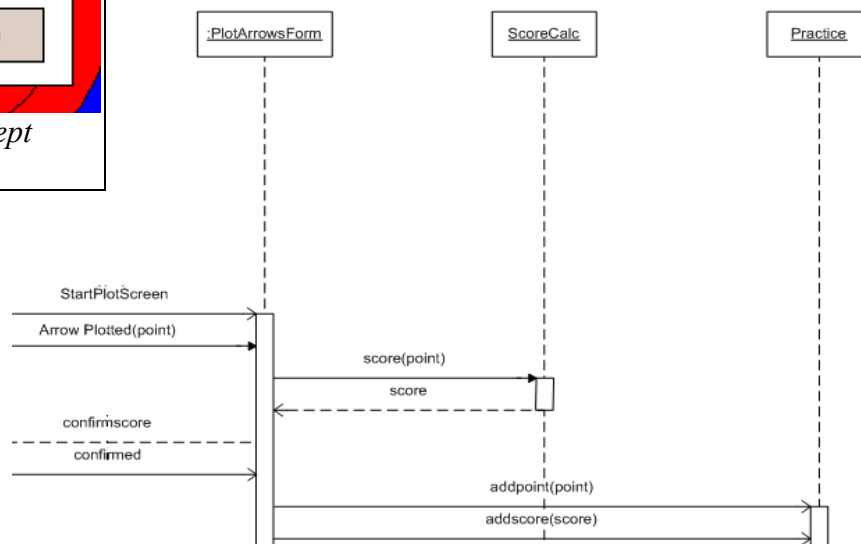 :PlotArrowsForm
ScoreCalc
Practice
ept
StartPlotScreen
Arrow Plotted(point)
score(point)
score
confirmscore
confirmed
addpoint(point)
addscore(score)